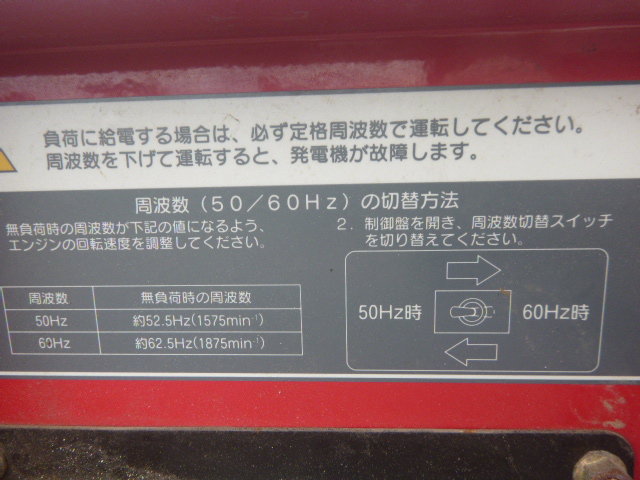 負荷に給電する場合は、必ず定格周波数で運転してください。
周波数を下げて運転すると、発電機が故障します。
周波数（50／60Hz）の切替方法
無負荷時の周波数が下記の値になるよう、
エンジンの回転速度を調整してください。
周波数 無負荷時の周波数
50Hz 約52.5Hz(1575min⁻¹)
60Hz 約62.5Hz(1875min⁻¹)
2. 制御盤を開き、周波数切替スイッチ
を切り替えてください。
50Hz時 60Hz時